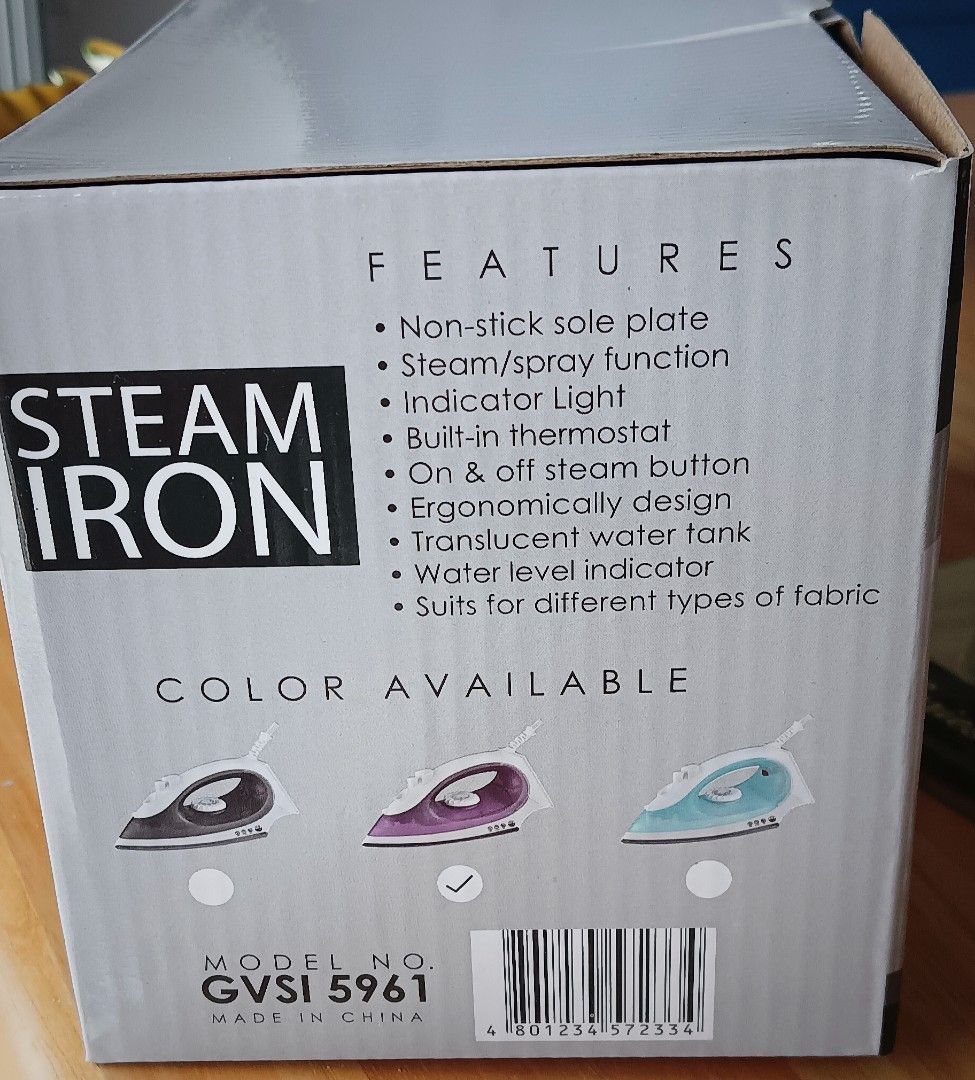 FEATURES
• Non-stick sole plate
• Steam/spray function
• Indicator Light
• Built-in thermostat
• On & off steam button
• Ergonomically design
• Translucent water tank
• Water level indicator
• Suits for different types of fabric
STEAM
IRON
COLOR AVAILABLE
MODEL NO.
GVSI 5961
MADE IN CHINA
4 801234 572334